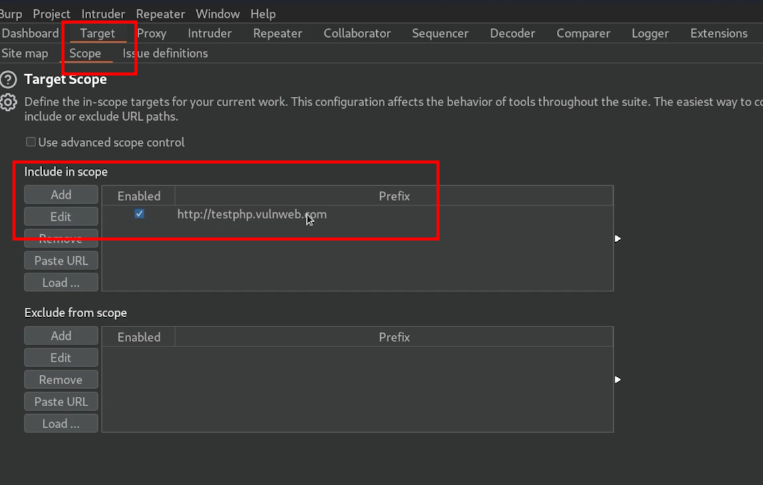 Burp Project Intruder Repeater Window Help
Dashboard Target Proxy Intruder Repeater Collaborator Sequencer Decoder Comparer Logger Extensions
Site map Scope Issue definitions
Target Scope
Define the in-scope targets for your current work. This configuration affects the behavior of tools throughout the suite. The easiest way to
include or exclude URL paths.
Use advanced scope control
Include in scope
Add Enabled Prefix
Edit http://testphp.vulnweb.com
Remove
Paste URL
Load ...
Exclude from scope
Add Enabled Prefix
Edit
Remove
Paste URL
Load ...